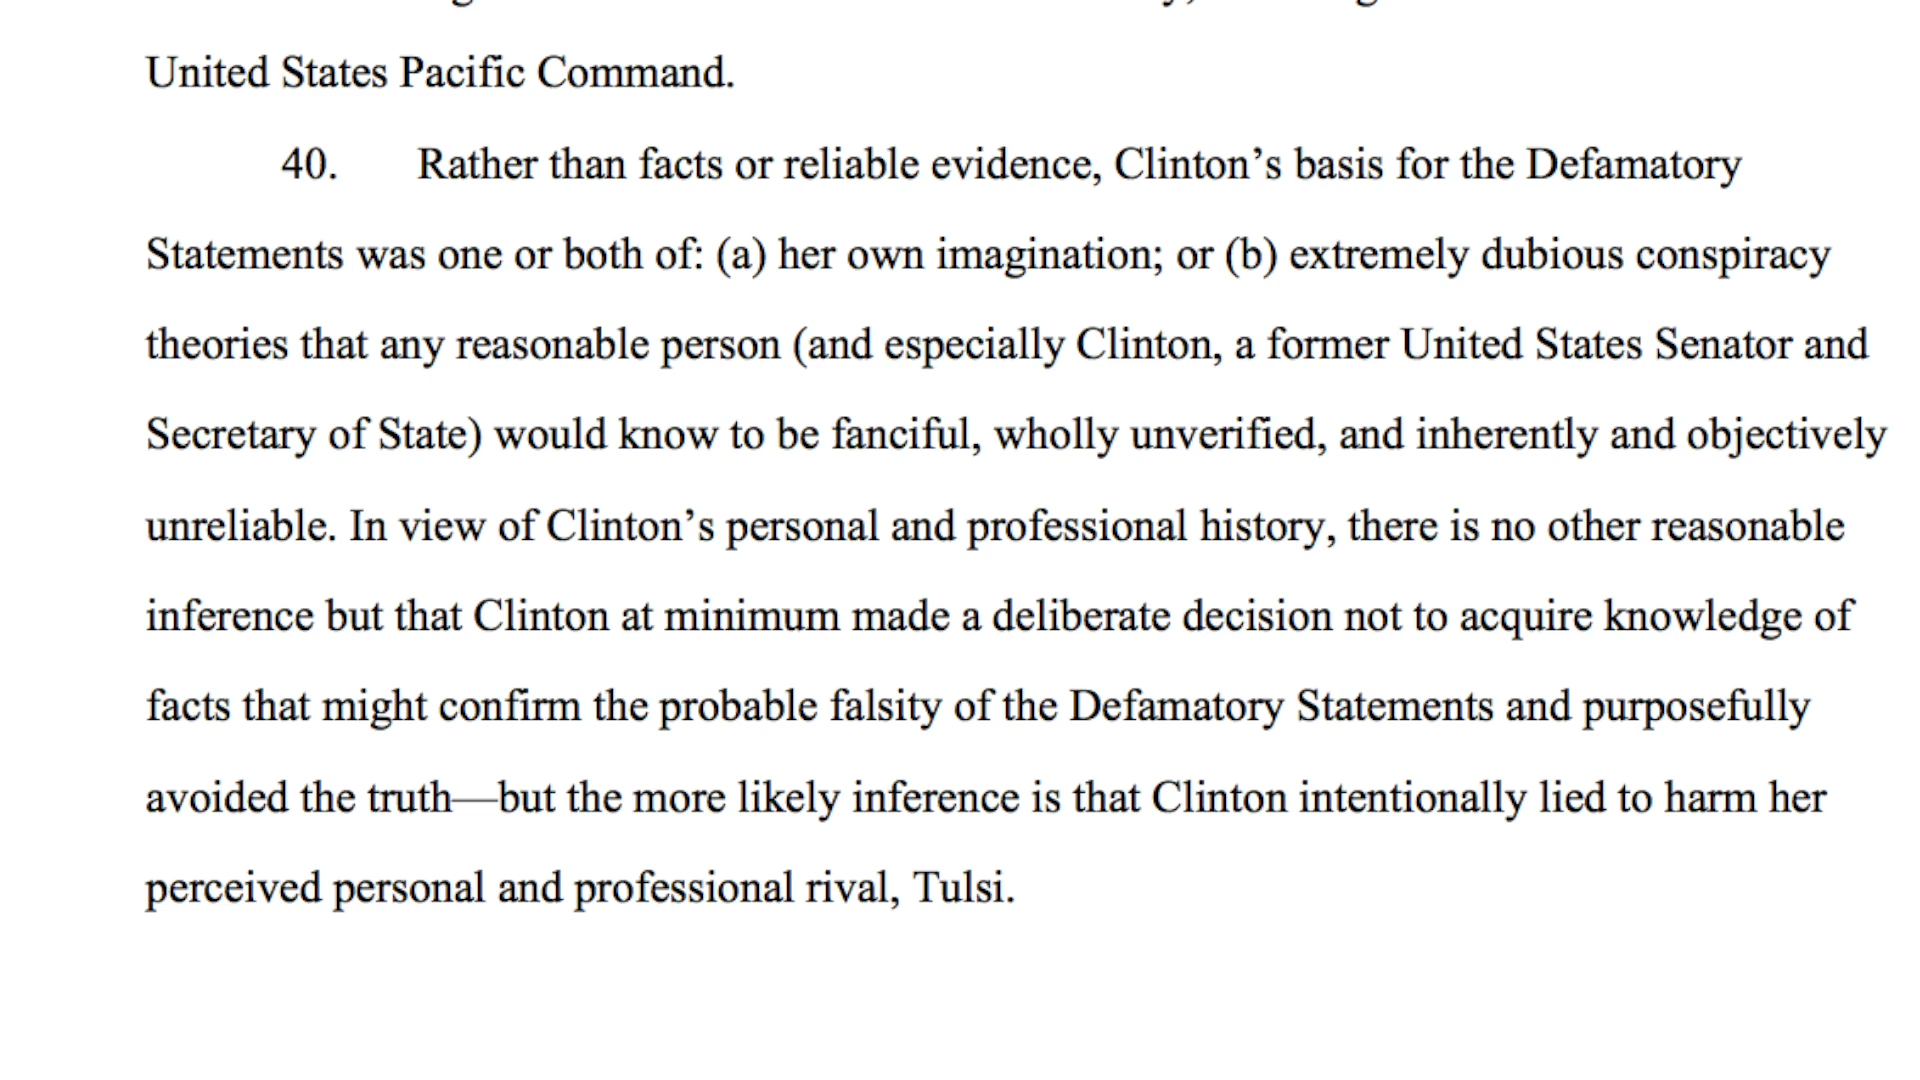 United States Pacific Command.
40. Rather than facts or reliable evidence, Clinton’s basis for the Defamatory
Statements was one or both of: (a) her own imagination; or (b) extremely dubious conspiracy
theories that any reasonable person (and especially Clinton, a former United States Senator and
Secretary of State) would know to be fanciful, wholly unverified, and inherently and objectively
unreliable. In view of Clinton’s personal and professional history, there is no other reasonable
inference but that Clinton at minimum made a deliberate decision not to acquire knowledge of
facts that might confirm the probable falsity of the Defamatory Statements and purposefully
avoided the truth—but the more likely inference is that Clinton intentionally lied to harm her
perceived personal and professional rival, Tulsi.